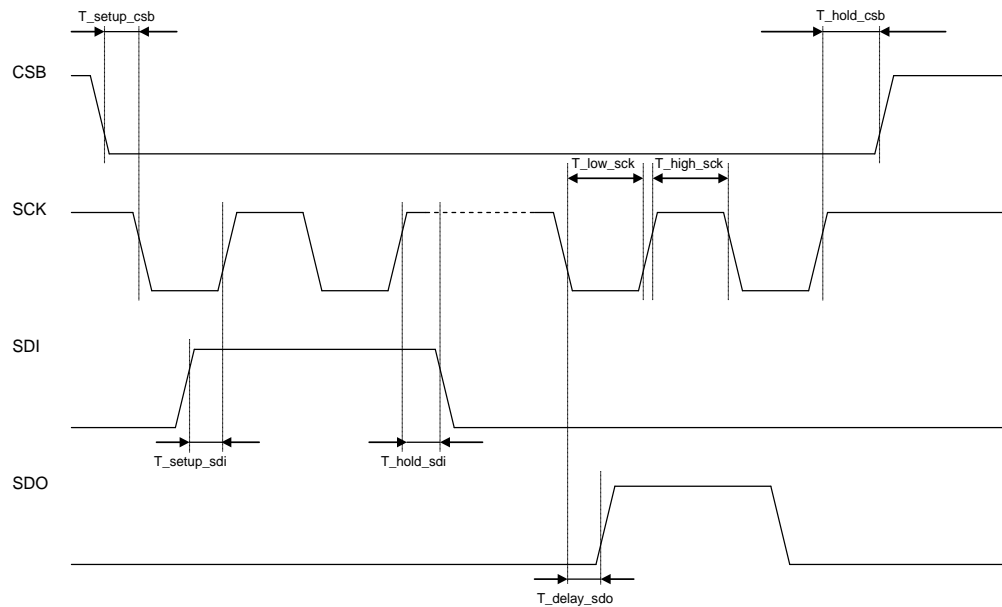 T_setup_csb
T_hold_csb
CSB
T_low_sck
T_high_sck
SCK
SDI
T_setup_sdi
T_hold_sdi
SDO
T_delay_sdo